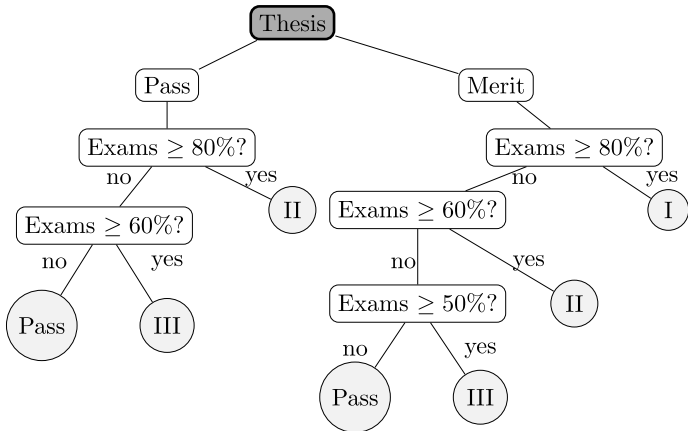 Thesis
Pass
Merit
Exams ≥ 80%?
Exams ≥ 80%?
no
yes
no
yes
Exams ≥ 60%?
II
Exams ≥ 60%?
I
no
yes
no
yes
Pass
III
Exams ≥ 50%?
II
no
yes
Pass
III